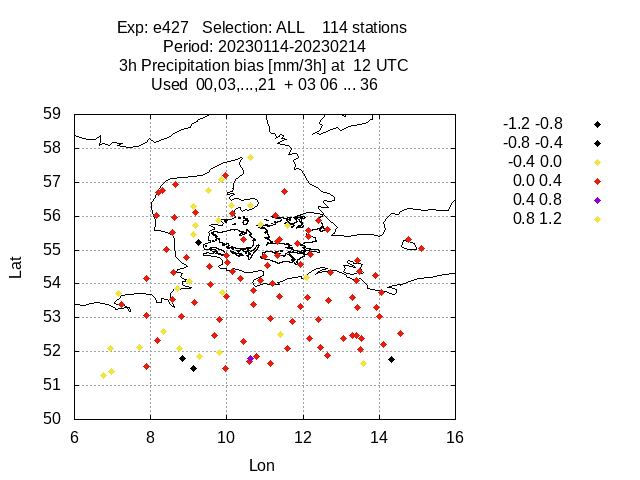 Exp: e427 Selection: ALL 114 stations
Period: 20230114-20230214
3h Precipitation bias [mm/3h] at 12 UTC
Used 00,03,...,21 + 03 06 ... 36
59
58
57
56
55
54
53
52
51
50
6 8 10 12 14 16
Lat
Lon
-1.2 -0.8
-0.8 -0.4
-0.4 0.0
0.0 0.4
0.4 0.8
0.8 1.2